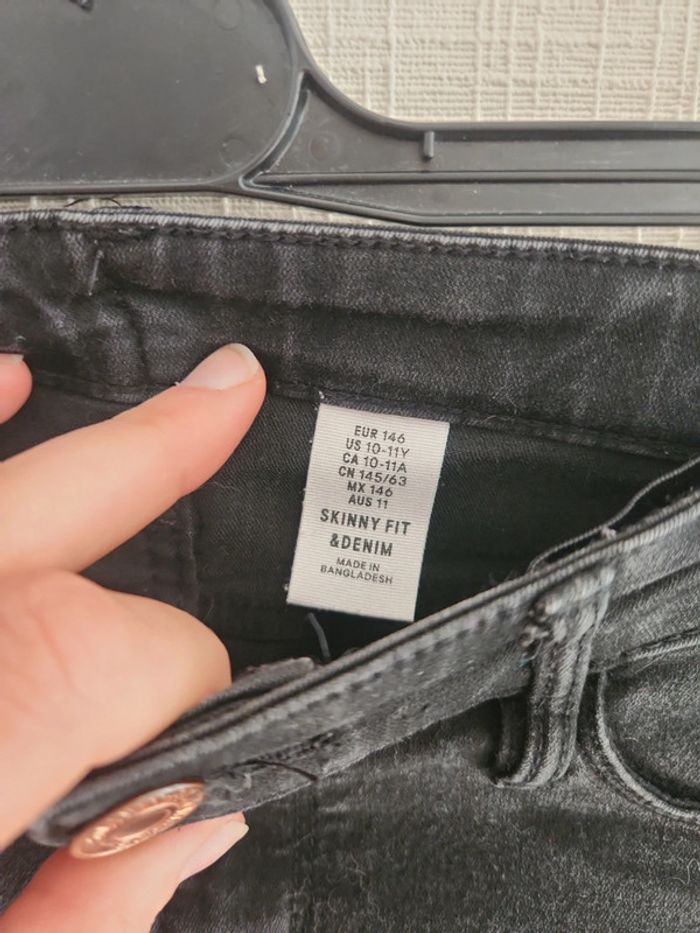 EUR 146
US 10-11Y
CA 10-11A
CN 145/63
MX 146
AUS 11
SKINNY FIT
&DENIM
MADE IN
BANGLADESH